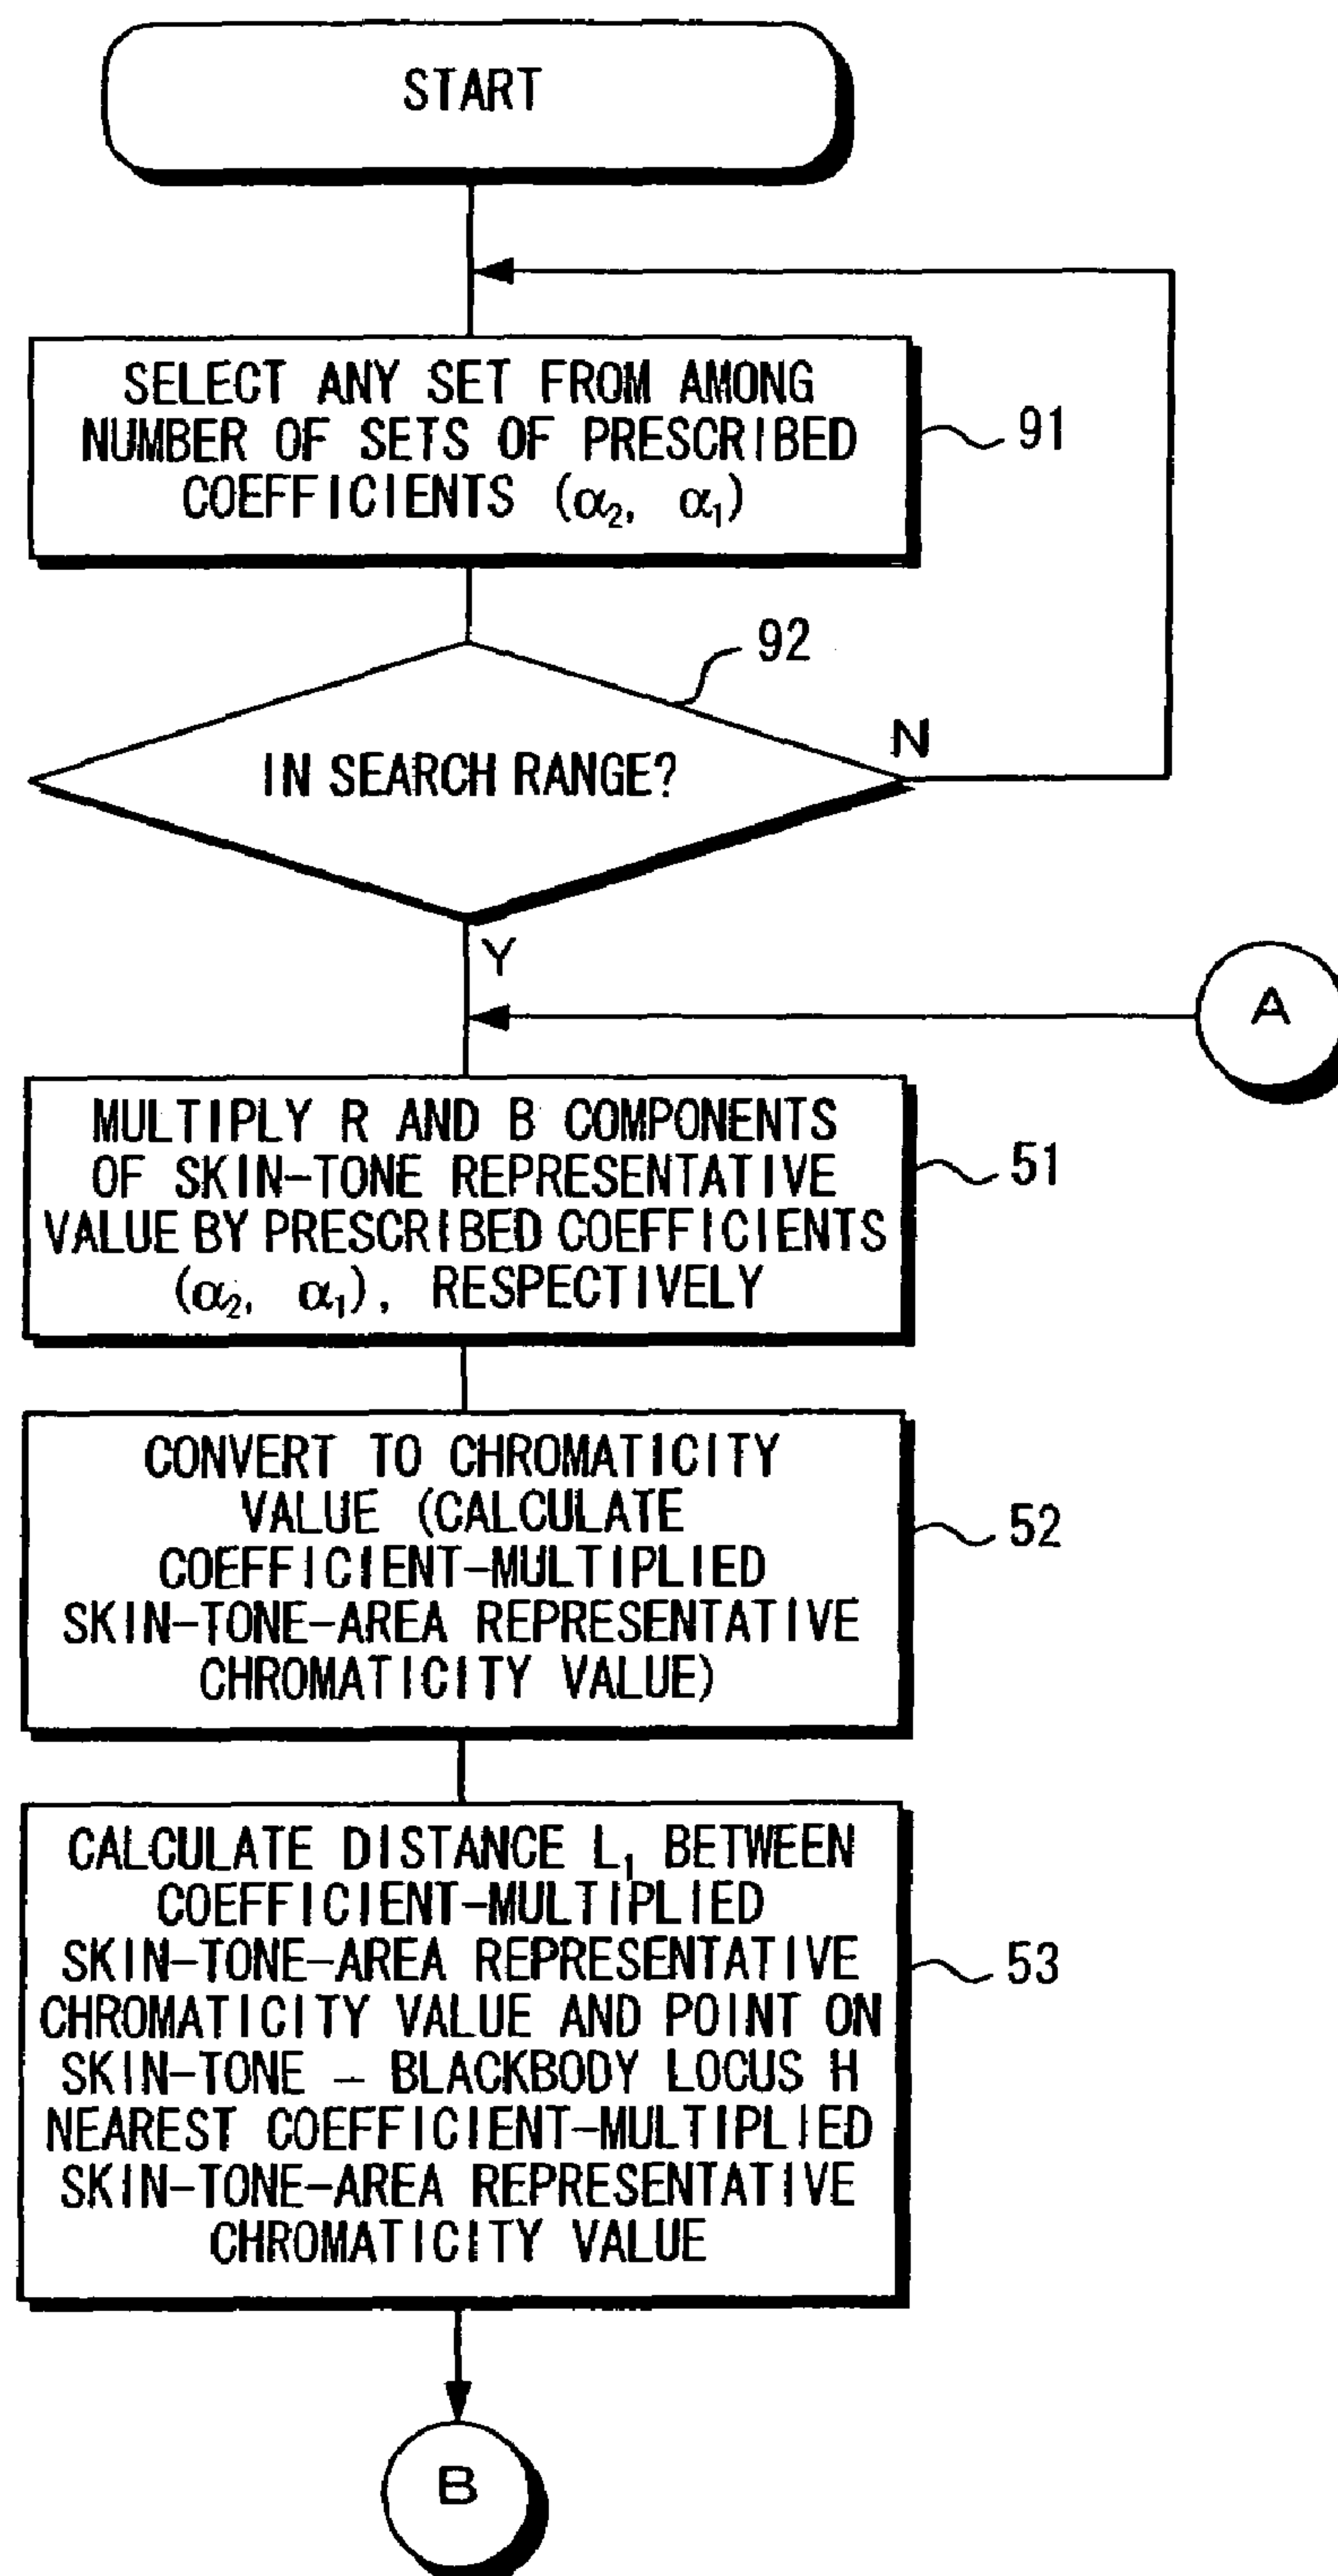 START
SELECT ANY SET FROM AMONG
NUMBER OF SETS OF PRESCRIBED
COEFFICIENTS (α₂, α₁)
91
92
IN SEARCH RANGE?
N
Y
A
MULTIPLY R AND B COMPONENTS
OF SKIN-TONE REPRESENTATIVE
VALUE BY PRESCRIBED COEFFICIENTS
(α₂, α₁), RESPECTIVELY
51
CONVERT TO CHROMATICITY
VALUE (CALCULATE
COEFFICIENT-MULTIPLIED
SKIN-TONE-AREA REPRESENTATIVE
CHROMATICITY VALUE)
52
CALCULATE DISTANCE L₁ BETWEEN
COEFFICIENT-MULTIPLIED
SKIN-TONE-AREA REPRESENTATIVE
CHROMATICITY VALUE AND POINT ON
SKIN-TONE – BLACKBODY LOCUS H
NEAREST COEFFICIENT-MULTIPLIED
SKIN-TONE-AREA REPRESENTATIVE
CHROMATICITY VALUE
53
B